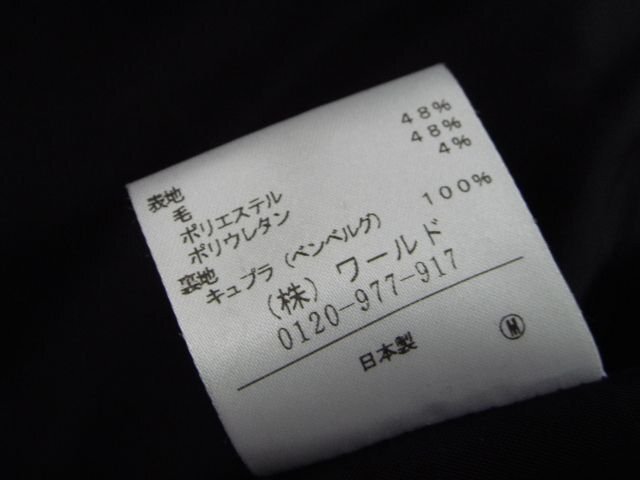 表地
毛 48%
ポリエステル 48%
ポリウレタン 4%
裏地
キュプラ（ベンベルグ） 100%
（株）ワールド
0120-977-917
日本製 Ⓜ